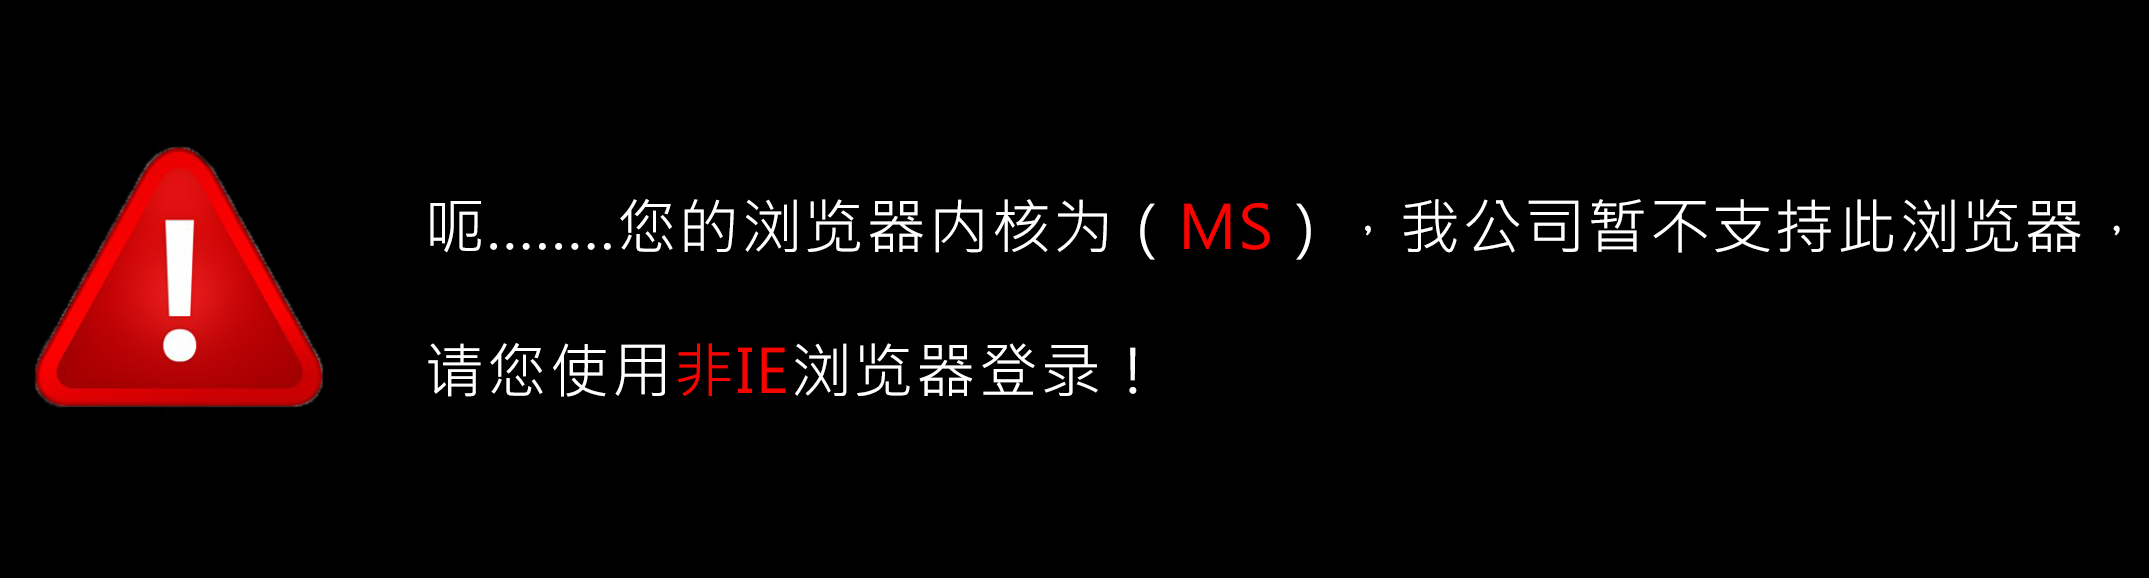 呃........您的浏览器内核为（MS），我公司暂不支持此浏览器，
请您使用非IE浏览器登录！